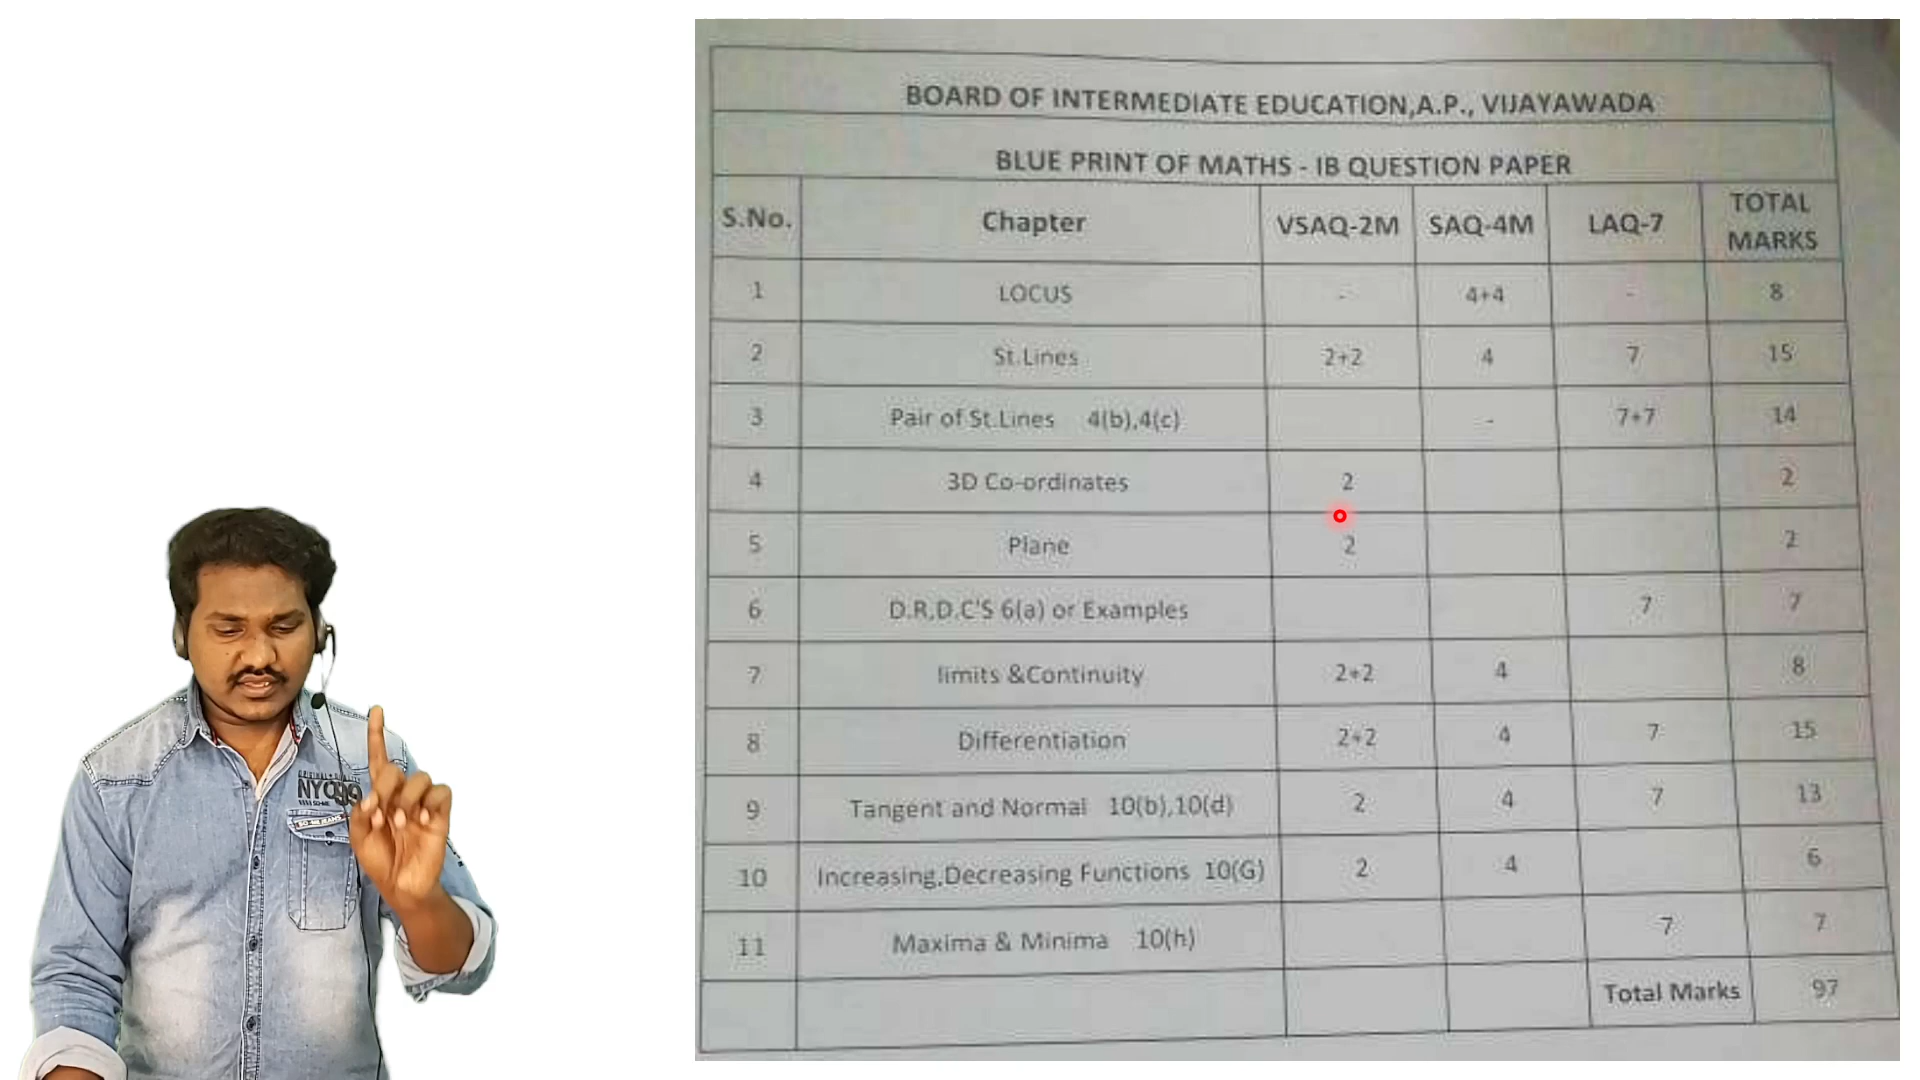 BOARD OF INTERMEDIATE EDUCATION,A.P., VIJAYAWADA
BLUE PRINT OF MATHS - IB QUESTION PAPER
S.No. Chapter VSAQ-2M SAQ-4M LAQ-7 TOTAL MARKS
1 LOCUS - 4+4 - 8
2 St.Lines 2+2 4 7 15
3 Pair of St.Lines 4(b),4(c) - 7+7 14
4 3D Co-ordinates 2 2
5 Plane 2 2
6 D.R,D.C'S 6(a) or Examples 7 7
7 limits &Continuity 2+2 4 8
8 Differentiation 2+2 4 7 15
9 Tangent and Normal 10(b),10(d) 2 4 7 13
10 Increasing,Decreasing Functions 10(G) 2 4 6
11 Maxima & Minima 10(h) 7 7
Total Marks 97
NYC